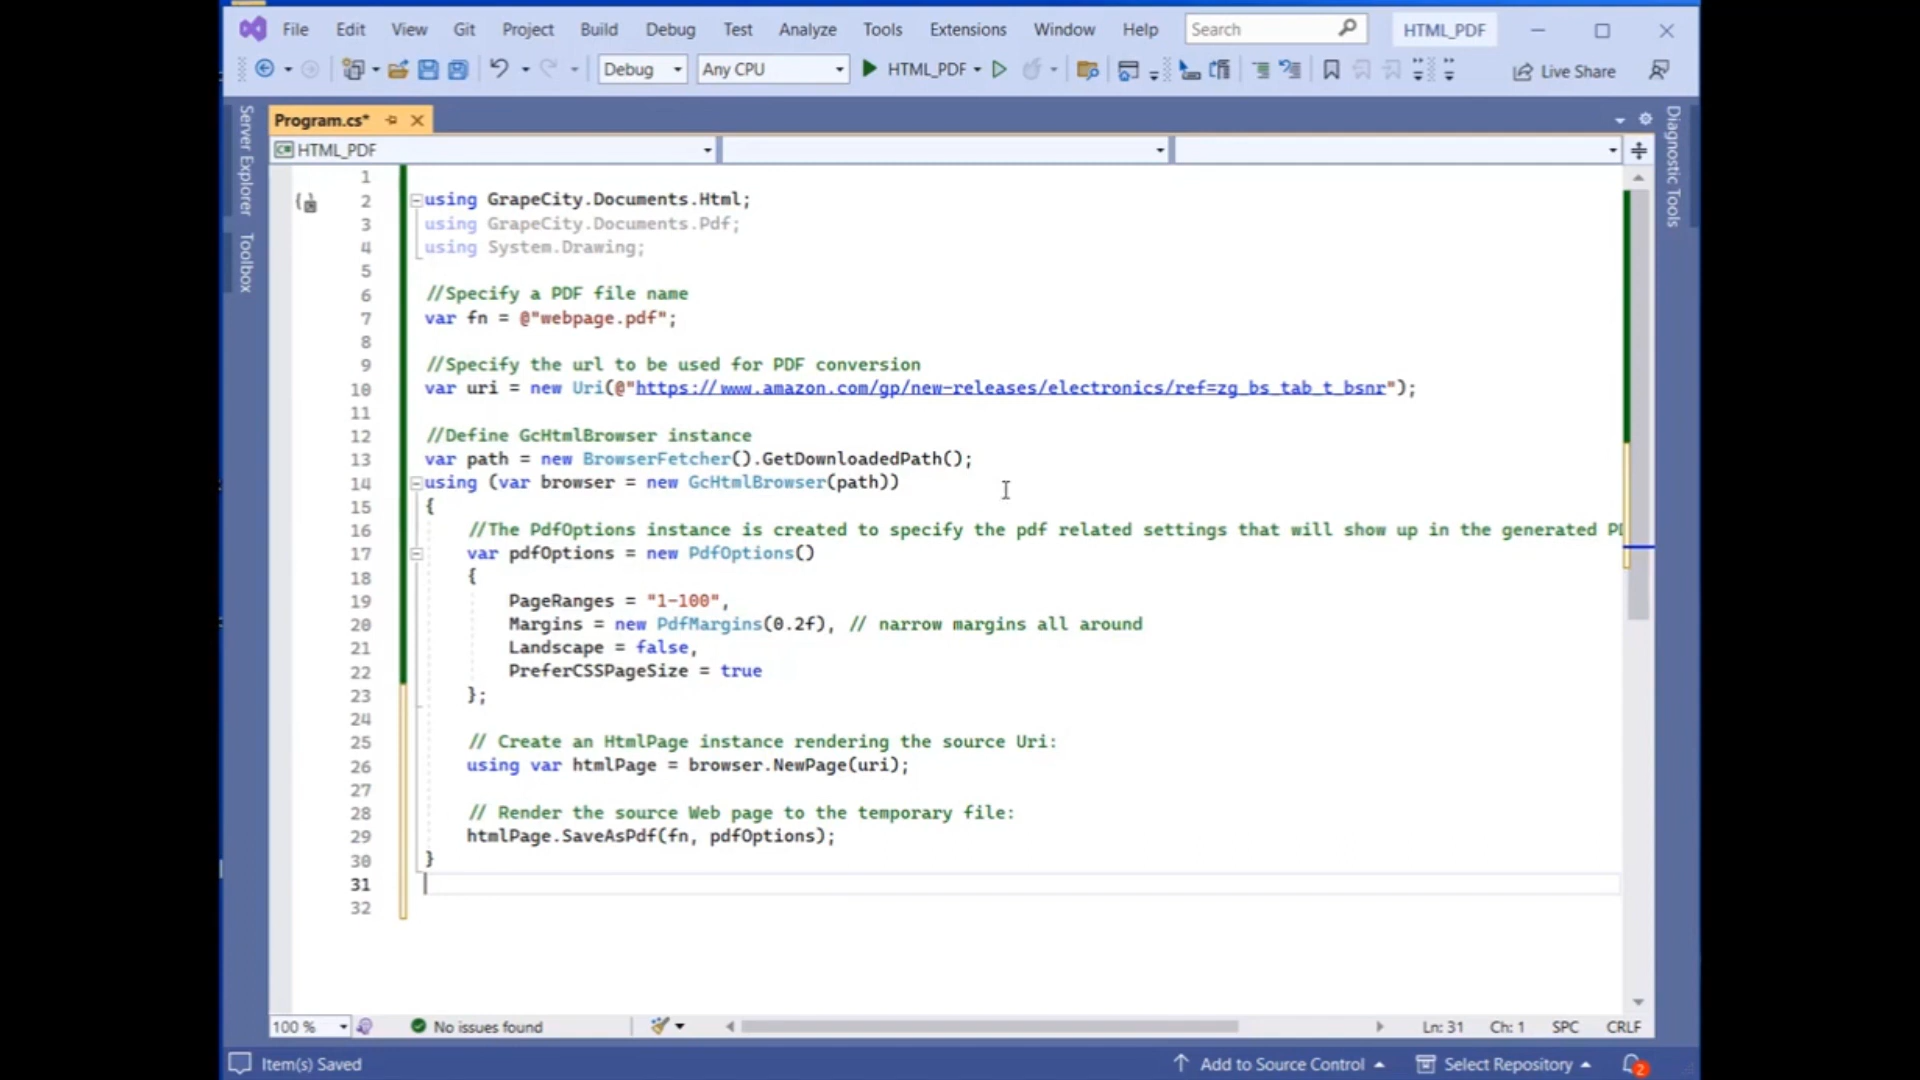 File Edit View Git Project Build Debug Test Analyze Tools Extensions Window Help Search HTML_PDF
Debug Any CPU HTML_PDF Live Share
Server Explorer
Toolbox
Diagnostic Tools
Program.cs*
HTML_PDF
1
2 using GrapeCity.Documents.Html;
3 using GrapeCity.Documents.Pdf;
4 using System.Drawing;
5
6 //Specify a PDF file name
7 var fn = @"webpage.pdf";
8
9 //Specify the url to be used for PDF conversion
10 var uri = new Uri(@"https://www.amazon.com/gp/new-releases/electronics/ref=zg_bs_tab_t_bsnr");
11
12 //Define GcHtmlBrowser instance
13 var path = new BrowserFetcher().GetDownloadedPath();
14 using (var browser = new GcHtmlBrowser(path))
15 {
16 //The PdfOptions instance is created to specify the pdf related settings that will show up in the generated
17 var pdfOptions = new PdfOptions()
18 {
19 PageRanges = "1-100",
20 Margins = new PdfMargins(0.2f), // narrow margins all around
21 Landscape = false,
22 PreferCSSPageSize = true
23 };
24
25 // Create an HtmlPage instance rendering the source Uri:
26 using var htmlPage = browser.NewPage(uri);
27
28 // Render the source Web page to the temporary file:
29 htmlPage.SaveAsPdf(fn, pdfOptions);
30 }
31
32
100 % No issues found Ln: 31 Ch: 1 SPC CRLF
Item(s) Saved Add to Source Control Select Repository 2